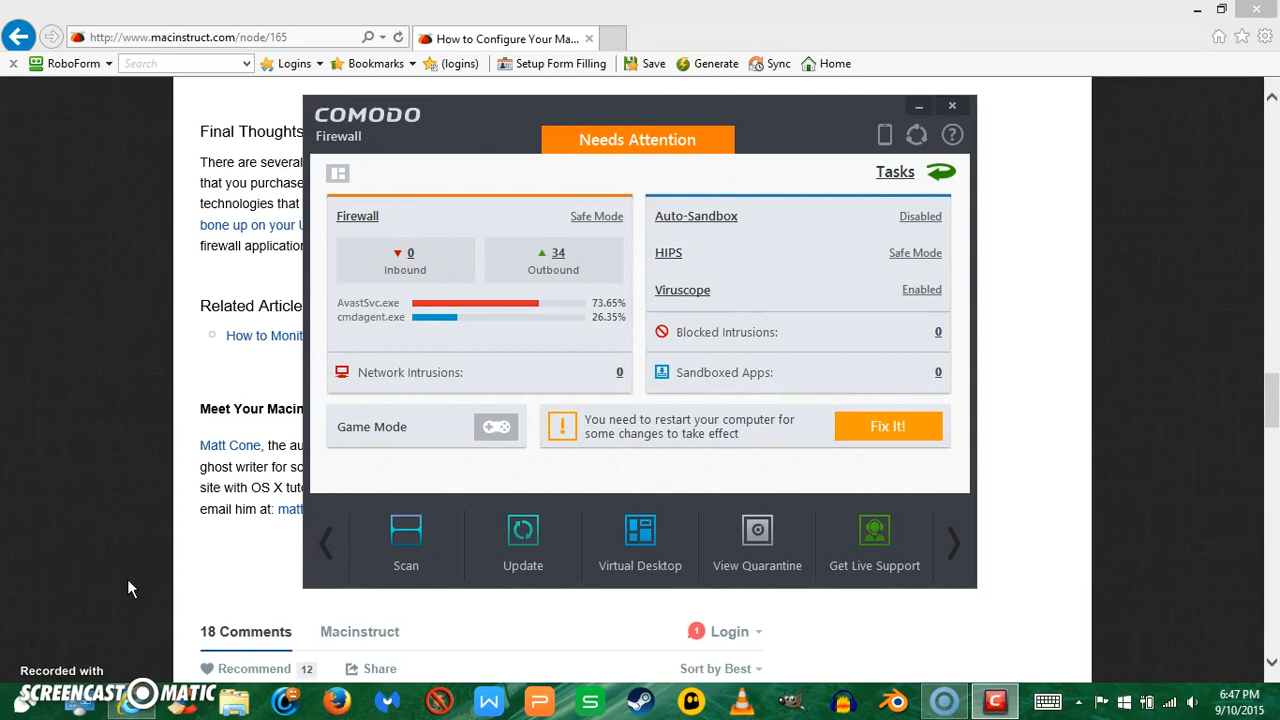 http://www.macinstruct.com/node/165
How to Configure Your Ma...
RoboForm
Search
Logins
Bookmarks
(logins)
Setup Form Filling
Save
Generate
Sync
Home
Final Thoughts
There are several
that you purchase
technologies that
bone up on your U
firewall application
Related Article
How to Monit
Meet Your Macin
Matt Cone, the au
ghost writer for sc
site with OS X tuto
email him at: matt
COMODO
Firewall
Needs Attention
Tasks
Firewall
Safe Mode
0
Inbound
34
Outbound
AvastSvc.exe
73.65%
cmdagent.exe
26.35%
Network Intrusions:
0
Auto-Sandbox
Disabled
HIPS
Safe Mode
Viruscope
Enabled
Blocked Intrusions:
0
Sandboxed Apps:
0
Game Mode
You need to restart your computer for
some changes to take effect
Fix It!
Scan
Update
Virtual Desktop
View Quarantine
Get Live Support
18 Comments
Macinstruct
1
Login
Recommend
12
Share
Sort by Best
Recorded with
SCREENCAST-O-MATIC
6:47 PM
9/10/2015